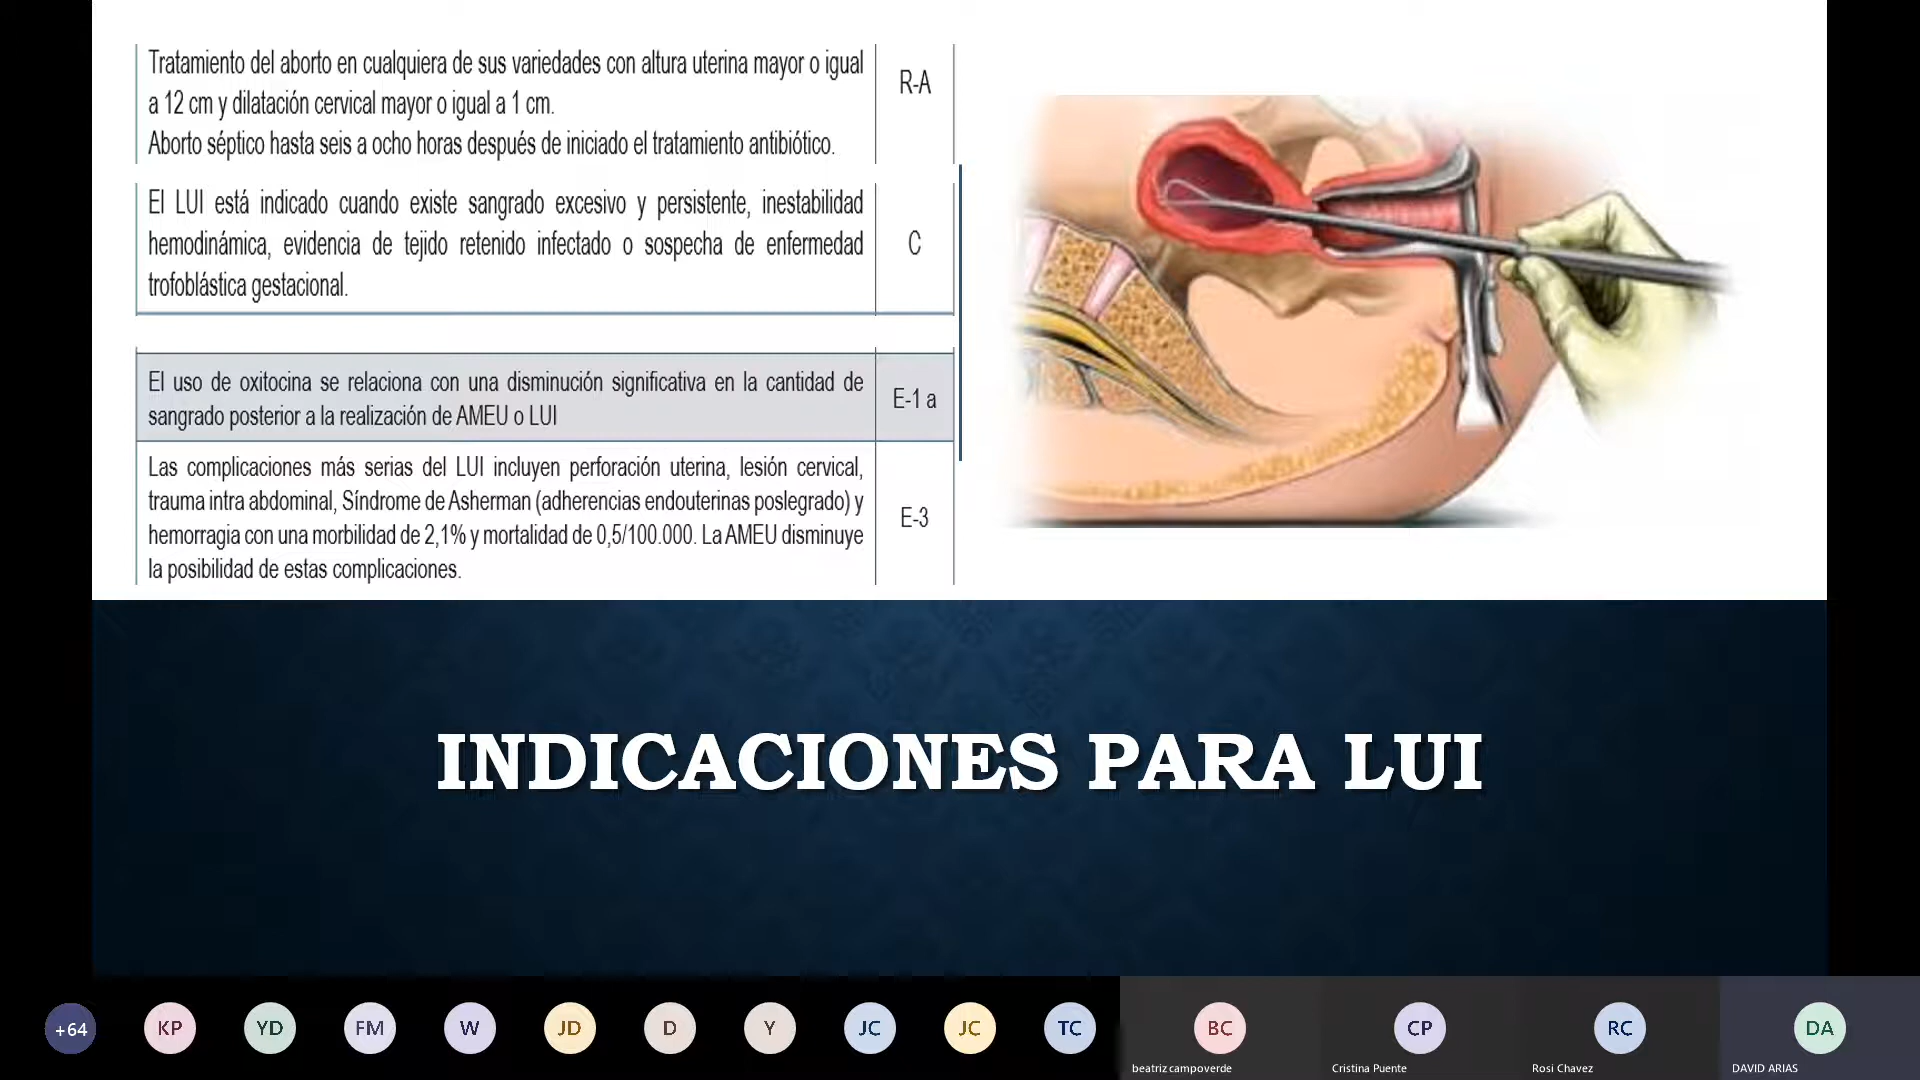 Tratamiento del aborto en cualquiera de sus variedades con altura uterina mayor o igual
a 12 cm y dilatación cervical mayor o igual a 1 cm.
Aborto séptico hasta seis a ocho horas después de iniciado el tratamiento antibiótico.
R-A
El LUI está indicado cuando existe sangrado excesivo y persistente, inestabilidad
hemodinámica, evidencia de tejido retenido infectado o sospecha de enfermedad
trofoblástica gestacional.
C
El uso de oxitocina se relaciona con una disminución significativa en la cantidad de
sangrado posterior a la realización de AMEU o LUI
E-1 a
Las complicaciones más serias del LUI incluyen perforación uterina, lesión cervical,
trauma intra abdominal, Síndrome de Asherman (adherencias endouterinas poslegrado) y
hemorragia con una morbilidad de 2,1% y mortalidad de 0,5/100.000. La AMEU disminuye
la posibilidad de estas complicaciones.
E-3
INDICACIONES PARA LUI
+64
KP
YD
FM
W
JD
D
Y
JC
JC
TC
BC
CP
RC
DA
beatriz campoverde
Cristina Puente
Rosi Chavez
DAVID ARIAS